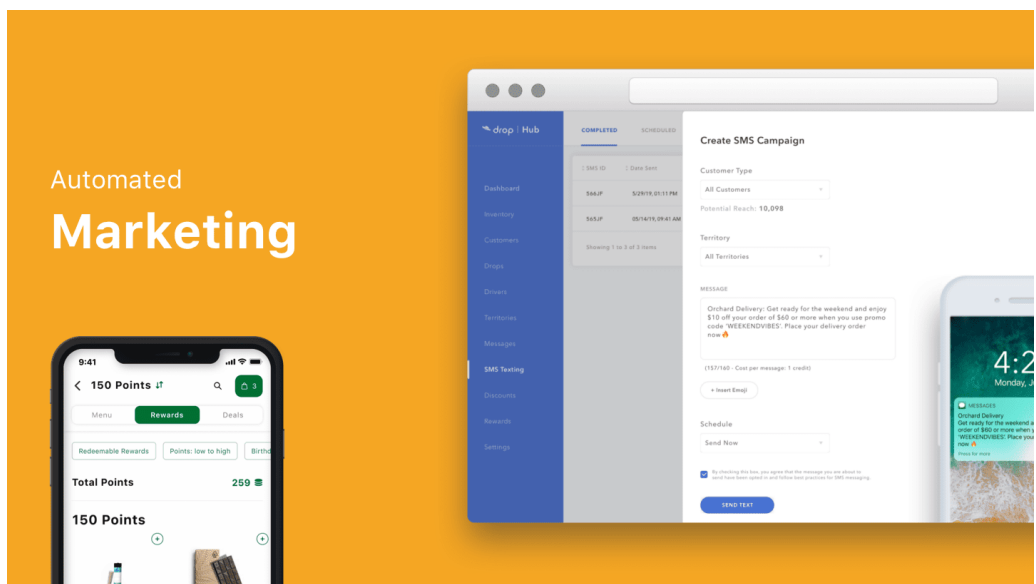 Automated
Marketing
9:41
150 Points
3
Menu
Rewards
Deals
Redeemable Rewards
Points: low to high
Birthd
Total Points
259
150 Points
drop | Hub
Dashboard
Inventory
Customers
Drops
Drivers
Territories
Messages
SMS Texting
Discounts
Rewards
Settings
COMPLETED
SCHEDULED
SMS ID
Date Sent
566JF
5/29/19, 01:11 PM
565JF
05/14/19, 09:41 AM
Showing 1 to 3 of 3 rows
Create SMS Campaign
Customer Type
All Customers
Potential Reach: 10,098
Territory
All Territories
MESSAGE
Orchard Delivery: Get ready for the weekend and enjoy
$10 off your order of $60 or more when you use promo
code 'WEEKENDVIBES'. Place your delivery order
now🔥
(157/160 - Cost per message: 1 credit)
+ Insert Emoji
Schedule
Send Now
By checking this box, you agree that the message you are about to
send have been opted in and follow best practices for SMS messaging.
SEND TEXT
4:2
Monday, J
MESSAGES
Orchard Delivery
Get ready for the weekend a
order of $60 or more when y
'WEEKENDVIBES'. Place you
now 🔥
Press for more